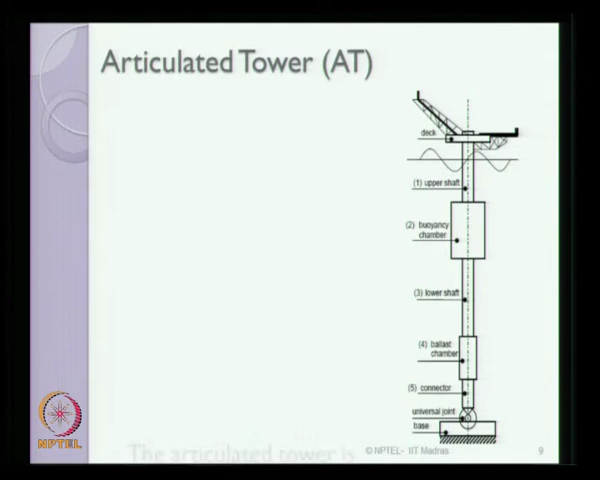 Articulated Tower (AT)
deck
(1) upper shaft
(2) buoyancy
chamber
(3) lower shaft
(4) ballast
chamber
(5) connector
universal joint
base
The articulated tower is
NPTEL
© NPTEL- IIT Madras
9